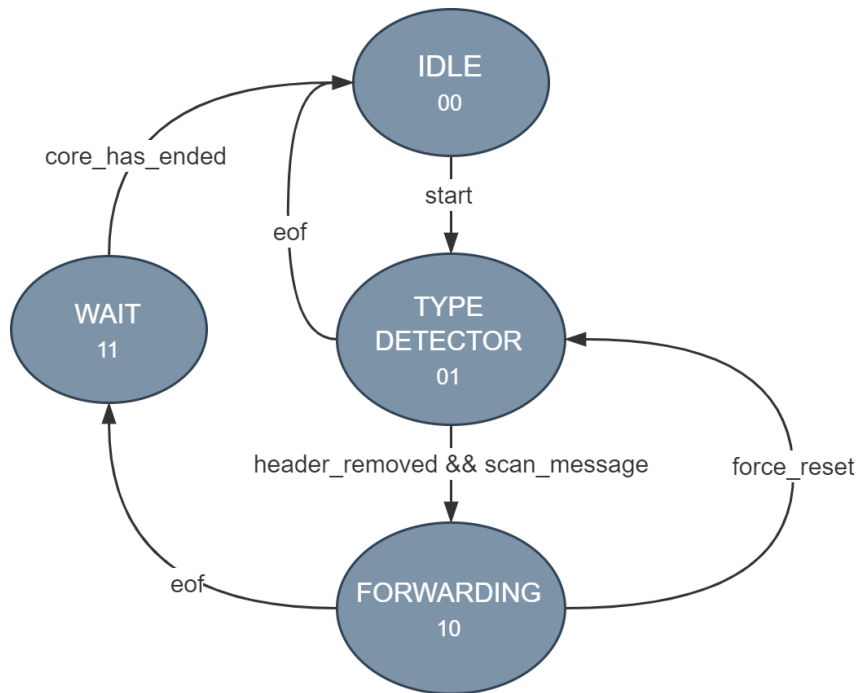 IDLE
00
core_has_ended
start
eof
WAIT
11
TYPE
DETECTOR
01
header_removed && scan_message
force_reset
eof
FORWARDING
10